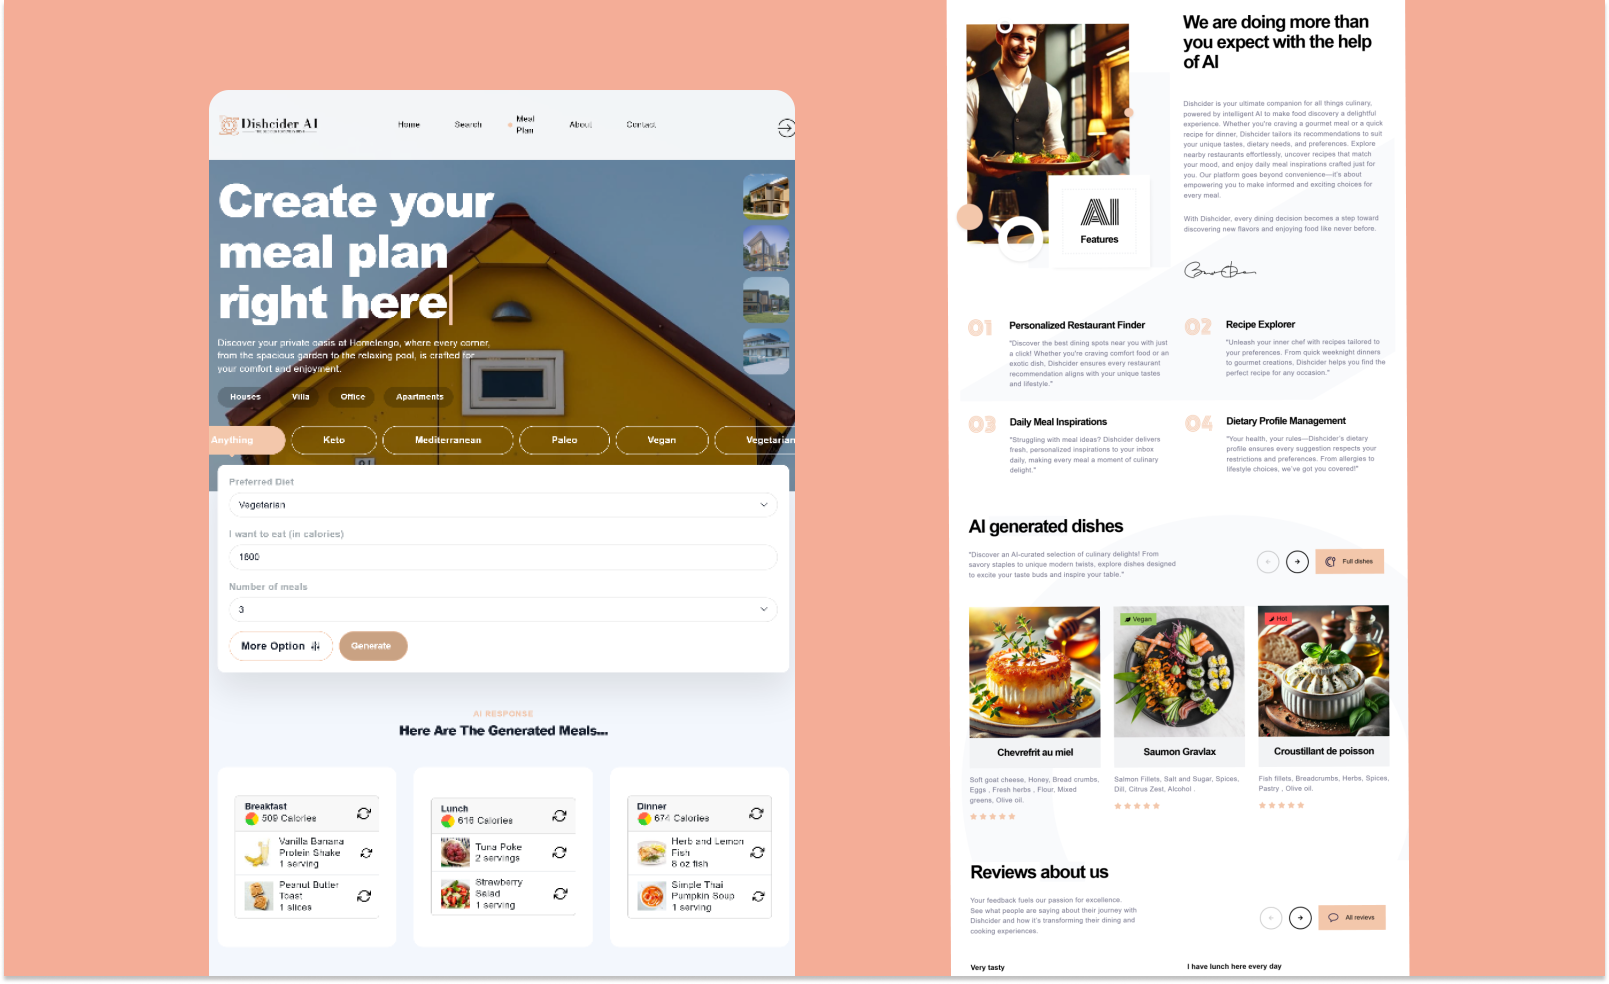 Dishcider AI
Home
Search
Meal
Plan
About
Contact
Create your
meal plan
right here
Discover your private oasis at Homelengo, where every corner,
from the spacious garden to the relaxing pool, is crafted for
your comfort and enjoyment.
Houses
Villa
Office
Apartments
Anything
Keto
Mediterranean
Paleo
Vegan
Vegetarian
Preferred Diet
Vegetarian
I want to eat (in calories)
1800
Number of meals
3
More Option
Generate
AI RESPONSE
Here Are The Generated Meals...
Breakfast
509 Calories
Vanilla Banana
Protein Shake
1 serving
Peanut Butter
Toast
1 slices
Lunch
616 Calories
Tuna Poke
2 servings
Strawberry
Salad
1 serving
Dinner
674 Calories
Herb and Lemon
Fish
8 oz fish
Simple Thai
Pumpkin Soup
1 serving
We are doing more than
you expect with the help
of AI
Dishcider is your ultimate companion for all things culinary,
powered by intelligent AI to make food discovery a delightful
experience. Whether you're craving a gourmet meal or a quick
recipe for dinner, Dishcider tailors its recommendations to suit
your unique tastes, dietary needs, and preferences. Explore
nearby restaurants effortlessly, uncover recipes that match
your mood, and enjoy daily meal inspirations crafted just for
you. Our platform goes beyond convenience—it's about
empowering you to make informed and exciting choices for
every meal.
With Dishcider, every dining decision becomes a step toward
discovering new flavors and enjoying food like never before.
AI
Features
01
Personalized Restaurant Finder
"Discover the best dining spots near you with just
a click! Whether you're craving comfort food or an
exotic dish, Dishcider ensures every restaurant
recommendation aligns with your unique tastes
and lifestyle."
02
Recipe Explorer
"Unleash your inner chef with recipes tailored to
your preferences. From quick weeknight dinners
to gourmet creations, Dishcider helps you find the
perfect recipe for any occasion."
03
Daily Meal Inspirations
"Struggling with meal ideas? Dishcider delivers
fresh, personalized inspirations to your inbox
daily, making every meal a moment of culinary
delight."
04
Dietary Profile Management
"Your health, your rules—Dishcider's dietary
profile ensures every suggestion respects your
restrictions and preferences. From allergies to
lifestyle choices, we've got you covered!"
AI generated dishes
"Discover an AI-curated selection of culinary delights! From
savory staples to unique modern twists, explore dishes designed
to excite your taste buds and inspire your table."
Full dishes
Chevrefrit au miel
Soft goat cheese, Honey, Bread crumbs,
Eggs , Fresh herbs , Flour, Mixed
greens, Olive oil.
Vegan
Saumon Gravlax
Salmon Fillets, Salt and Sugar, Spices,
Dill, Citrus Zest, Alcohol .
Hot
Croustillant de poisson
Fish fillets, Breadcrumbs, Herbs, Spices,
Pastry , Olive oil.
Reviews about us
Your feedback fuels our passion for excellence.
See what people are saying about their journey with
Dishcider and how it's transforming their dining and
cooking experiences.
All reviews
Very tasty
I have lunch here every day